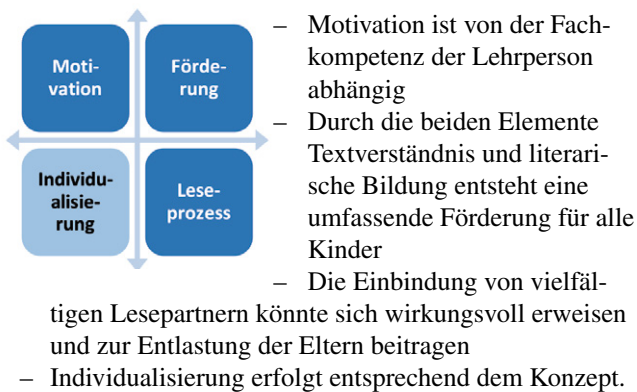 Moti-
vation
Förde-
rung
Individu-
alisie-
rung
Lese-
prozess
– Motivation ist von der Fach-
kompetenz der Lehrperson
abhängig
– Durch die beiden Elemente
Textverständnis und literari-
sche Bildung entsteht eine
umfassende Förderung für alle
Kinder
– Die Einbindung von vielfäl-
tigen Lesepartnern könnte sich wirkungsvoll erweisen
und zur Entlastung der Eltern beitragen
– Individualisierung erfolgt entsprechend dem Konzept.